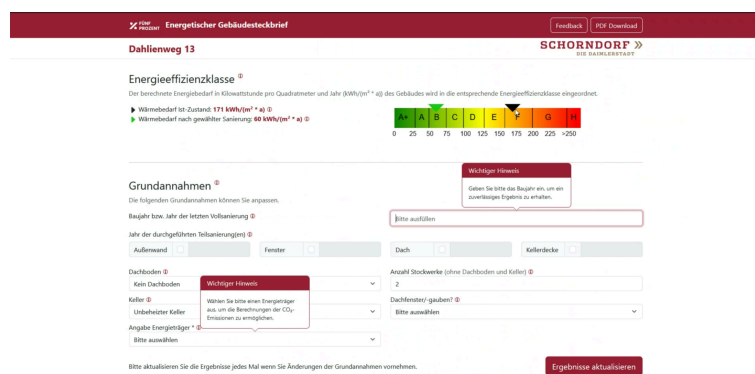 FÜNF PROZENT Energetischer Gebäudesteckbrief
Feedback PDF Download
Dahlienweg 13
SCHORNDORF
DIE DAIMLERSTADT
Energieeffizienzklasse
Der berechnete Energiebedarf in Kilowattstunde pro Quadratmeter und Jahr (kWh/(m² * a)) des Gebäudes wird in die entsprechende Energieeffizienzklasse eingeordnet.
Wärmebedarf Ist-Zustand: 171 kWh/(m² * a)
Wärmebedarf nach gewählter Sanierung: 60 kWh/(m² * a)
A+ A B C D E F G H
0 25 50 75 100 125 150 175 200 225 >250
Wichtiger Hinweis
Geben Sie bitte das Baujahr ein, um ein
zuverlässiges Ergebnis zu erhalten.
Grundannahmen
Die folgenden Grundannahmen können Sie anpassen.
Baujahr bzw. Jahr der letzten Vollsanierung
Bitte ausfüllen
Jahr der durchgeführten Teilsanierung(en)
Außenwand Fenster Dach Kellerdecke
Dachboden
Kein Dachboden
Anzahl Stockwerke (ohne Dachboden und Keller)
2
Wichtiger Hinweis
Wählen Sie bitte einen Energieträger
aus, um die Berechnungen der CO₂-
Emissionen zu ermöglichen.
Keller
Unbeheizter Keller
Dachfenster/-gauben?
Bitte auswählen
Angabe Energieträger *
Bitte auswählen
Bitte aktualisieren Sie die Ergebnisse jedes Mal wenn Sie Änderungen der Grundannahmen vornehmen.
Ergebnisse aktualisieren